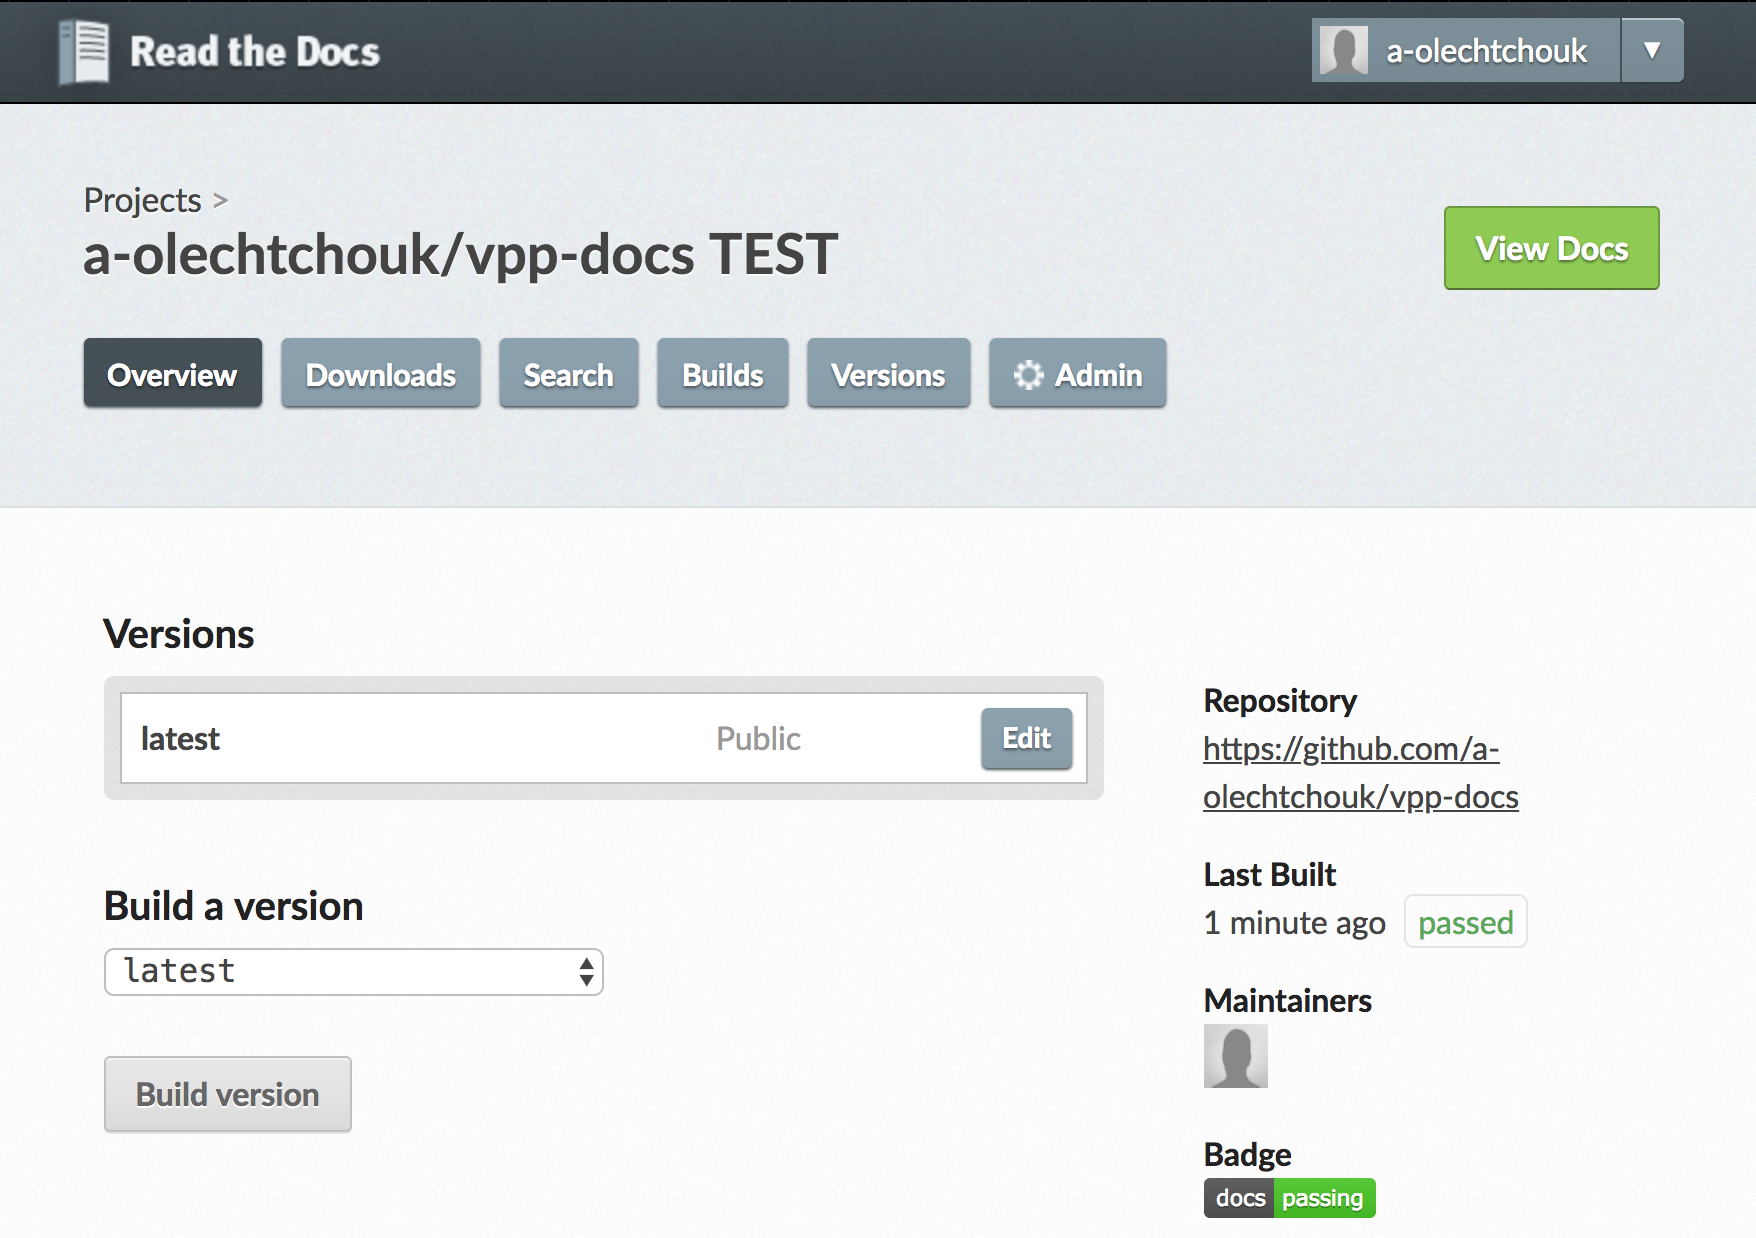 Read the Docs
a-olechtchouk ▼
Projects >
a-olechtchouk/vpp-docs TEST
View Docs
Overview
Downloads
Search
Builds
Versions
Admin
Versions
latest
Public
Edit
Build a version
latest
Build version
Repository
https://github.com/a-
olechtchouk/vpp-docs
Last Built
1 minute ago passed
Maintainers
Badge
docs passing